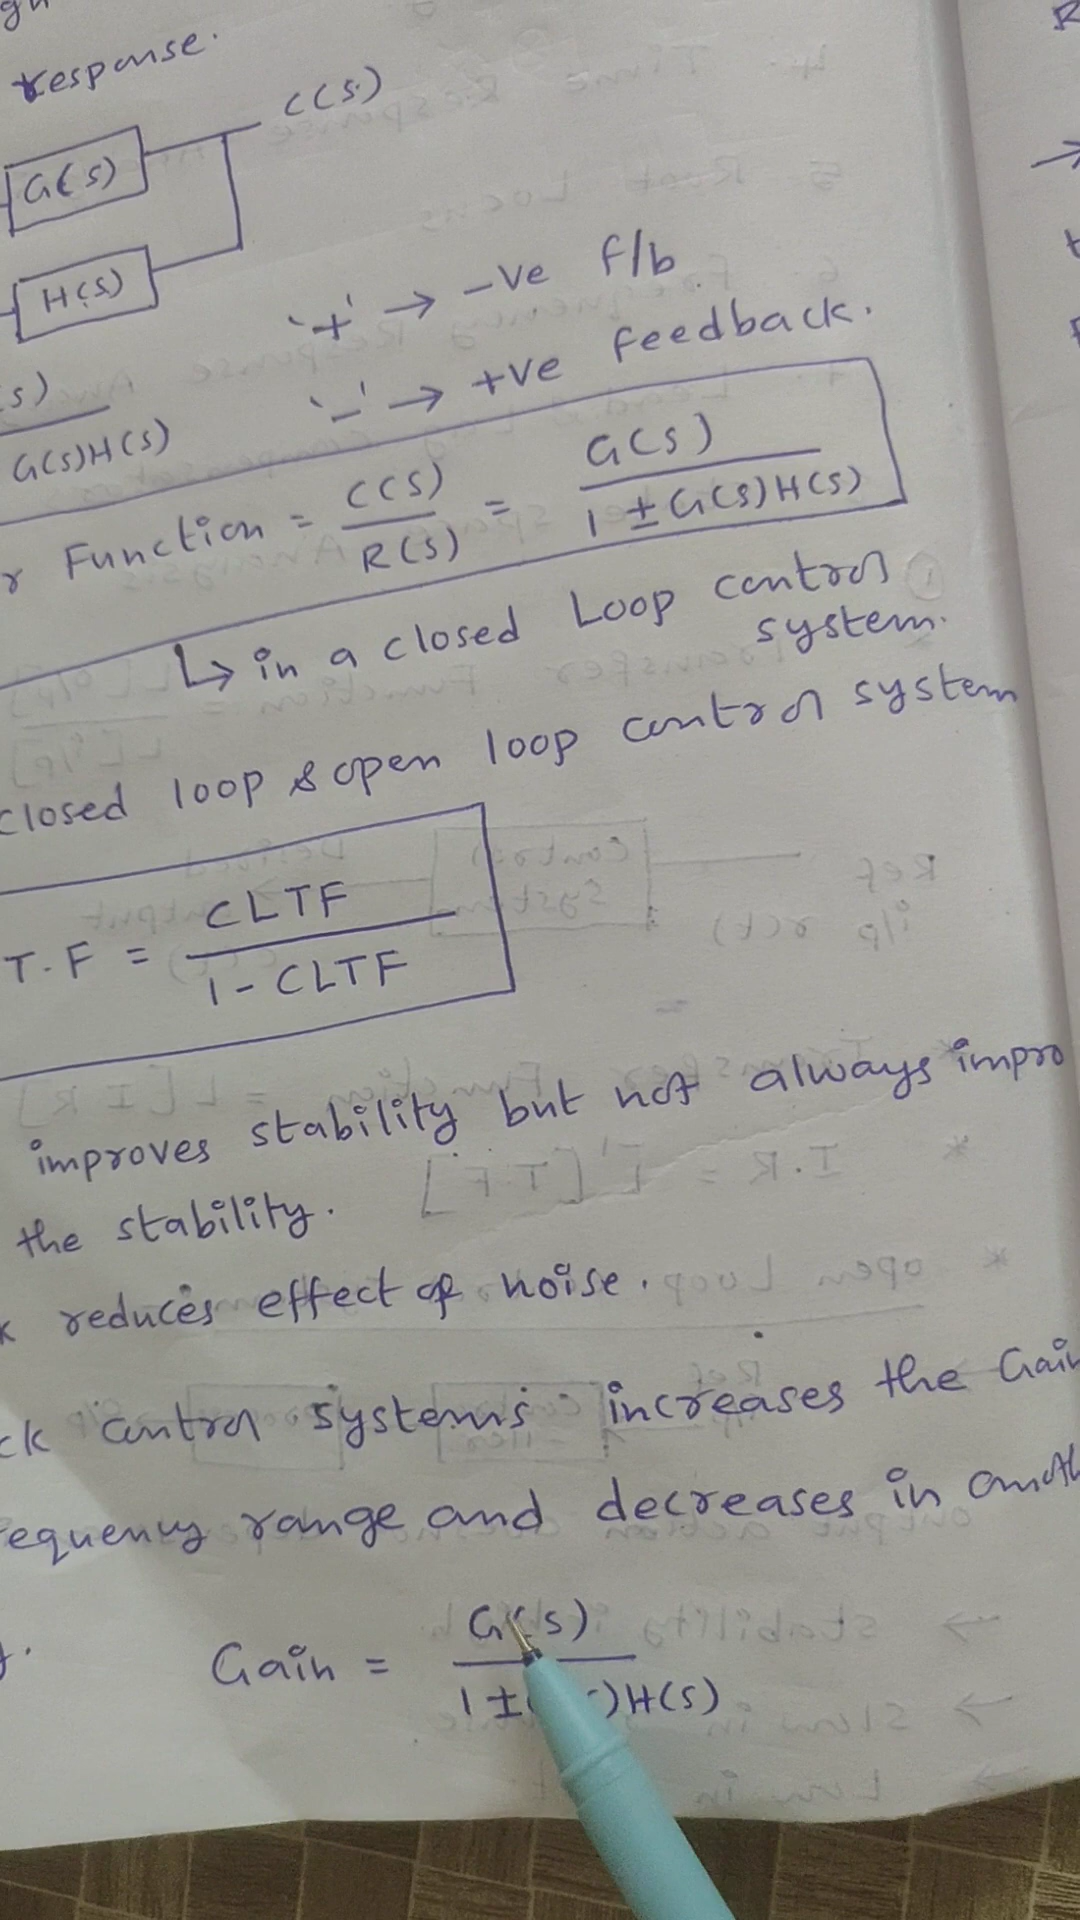 response.
C(S)
G(S)
H(S)
'+' → -ve f/b
'-' → +ve feedback.
G(S)H(S)
Function = C(S) / R(S) = G(S) / 1 ± G(S)H(S)
↳ in a closed Loop control
system.
closed loop & open loop control system
T.F = CLTF / 1 - CLTF
improves stability but not always impro
the stability.
reduces effect of noise.
ck control systems increases the Gain
equency range and decreases in anoth
Gain = G(S) / 1 ± ( )H(S)